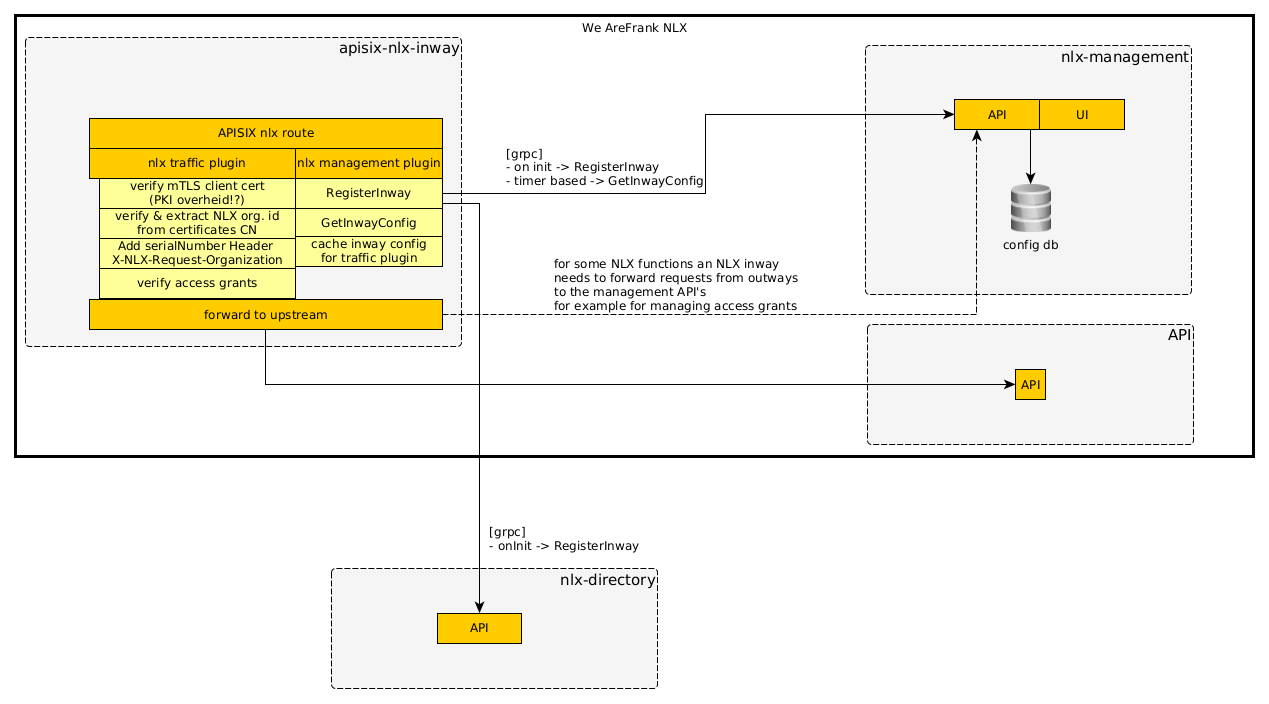 We AreFrank NLX
apisix-nlx-inway
nlx-management
APISIX nlx route
nlx traffic plugin
nlx management plugin
verify mTLS client cert
(PKI overheid!?)
verify & extract NLX org. id
from certificates CN
Add serialNumber Header
X-NLX-Request-Organization
verify access grants
RegisterInway
GetInwayConfig
cache inway config
for traffic plugin
forward to upstream
[grpc]
- on init -> RegisterInway
- timer based -> GetInwayConfig
API
UI
config db
for some NLX functions an NLX inway
needs to forward requests from outways
to the management API's
for example for managing access grants
API
API
[grpc]
- onInit -> RegisterInway
nlx-directory
API